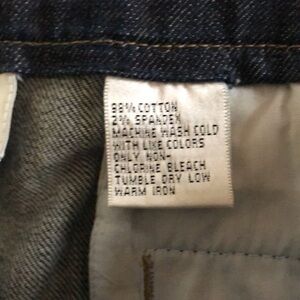 98% COTTON
2% SPANDEX
MACHINE WASH COLD
WITH LIKE COLORS
ONLY NON-
CHLORINE BLEACH
TUMBLE DRY LOW
WARM IRON